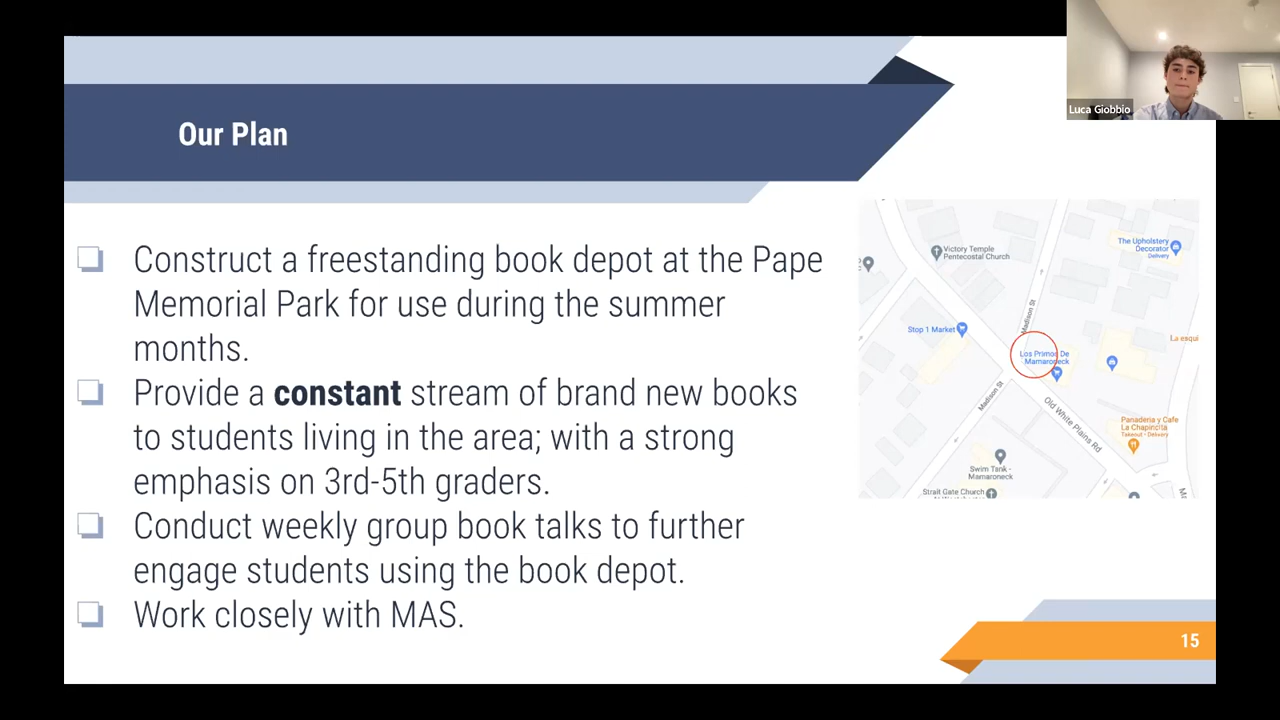 Luca Giobbio
Our Plan
Construct a freestanding book depot at the Pape
Memorial Park for use during the summer
months.
Provide a constant stream of brand new books
to students living in the area; with a strong
emphasis on 3rd-5th graders.
Conduct weekly group book talks to further
engage students using the book depot.
Work closely with MAS.
Victory Temple
Pentecostal Church
The Upholstery
Decorator
Delivery
Madison St
Stop 1 Market
La esqui
Los Primos De
Mamaroneck
Madison St
Old White Plains Rd
Panaderia y Cafe
La Chapincita
Takeout - Delivery
Swim Tank -
Mamaroneck
Strait Gate Church
15